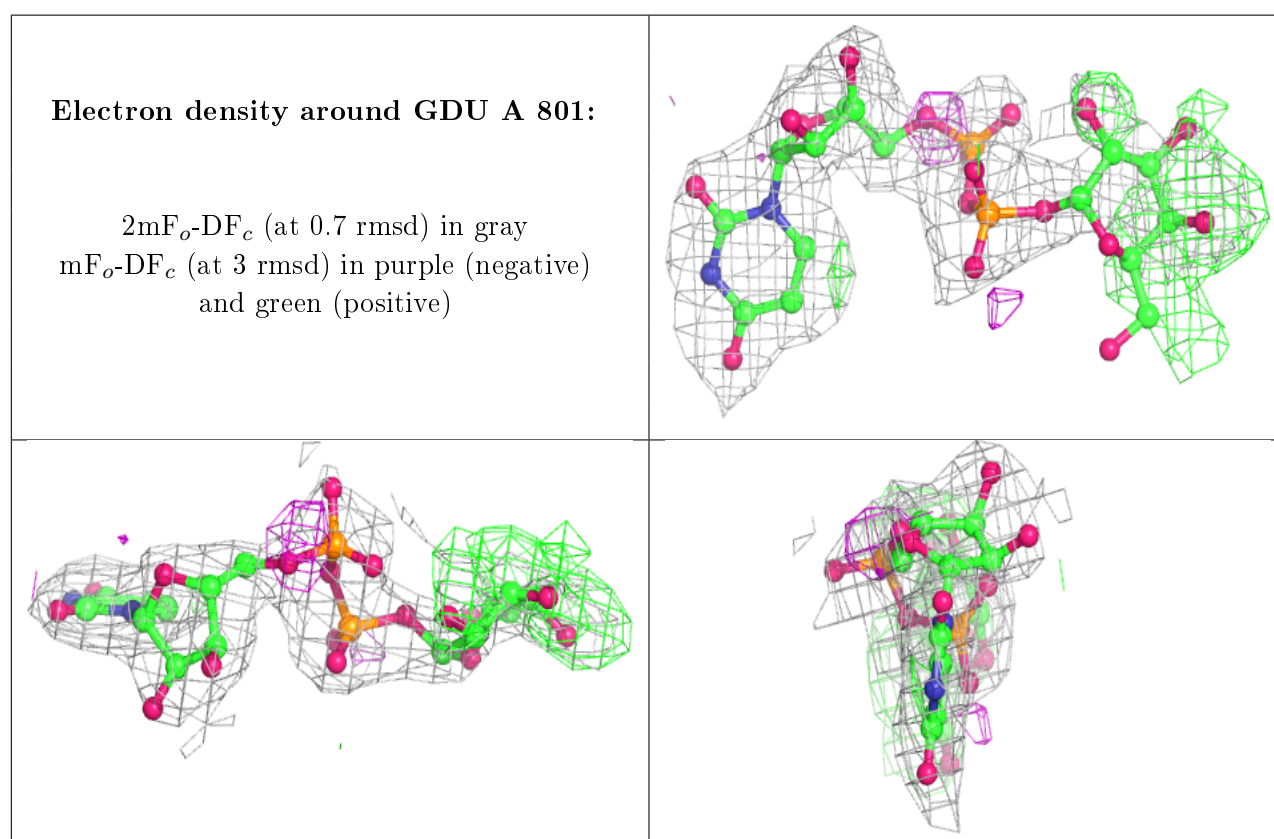 Electron density around GDU A 801:
2mFo-DFc (at 0.7 rmsd) in gray
mFo-DFc (at 3 rmsd) in purple (negative)
and green (positive)